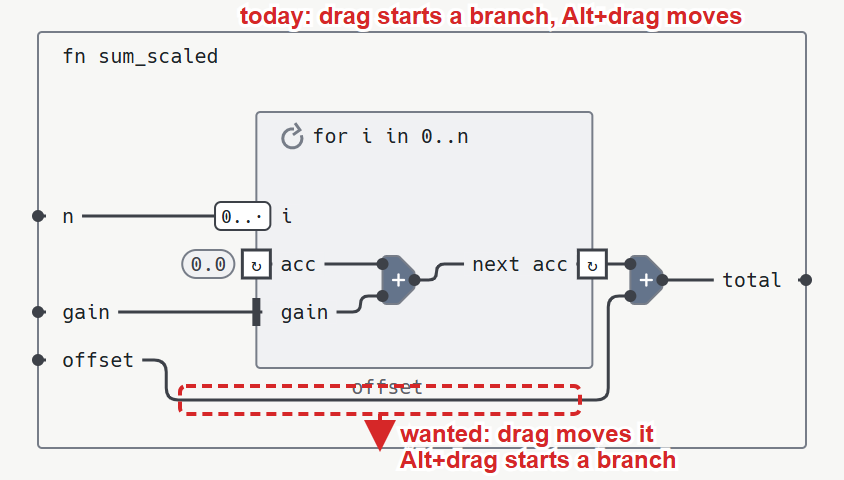 today: drag starts a branch, Alt+drag moves
fn sum_scaled
for i in 0..n
n
0..·
i
0.0
↻
acc
+
next acc
↻
+
total
gain
gain
offset
offset
wanted: drag moves it
Alt+drag starts a branch